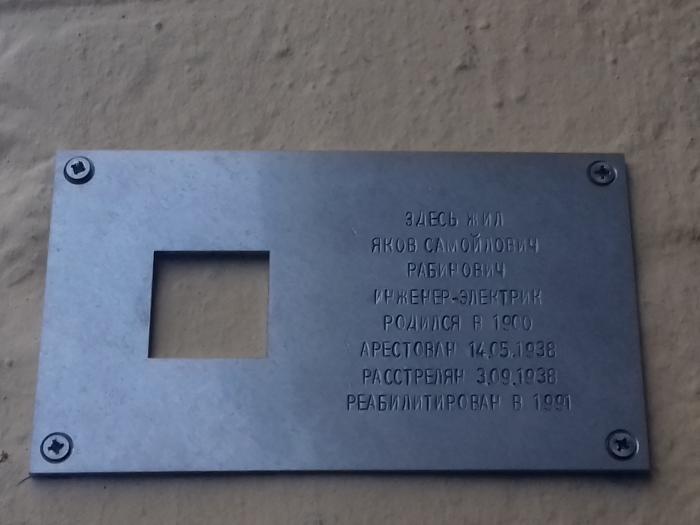 ЗДЕСЬ ЖИЛ
ЯКОВ САМОЙЛОВИЧ
РАБИНОВИЧ
ИНЖЕНЕР-ЭЛЕКТРИК
РОДИЛСЯ В 1900
АРЕСТОВАН 14.05.1938
РАССТРЕЛЯН 3.09.1938
РЕАБИЛИТИРОВАН В 1991